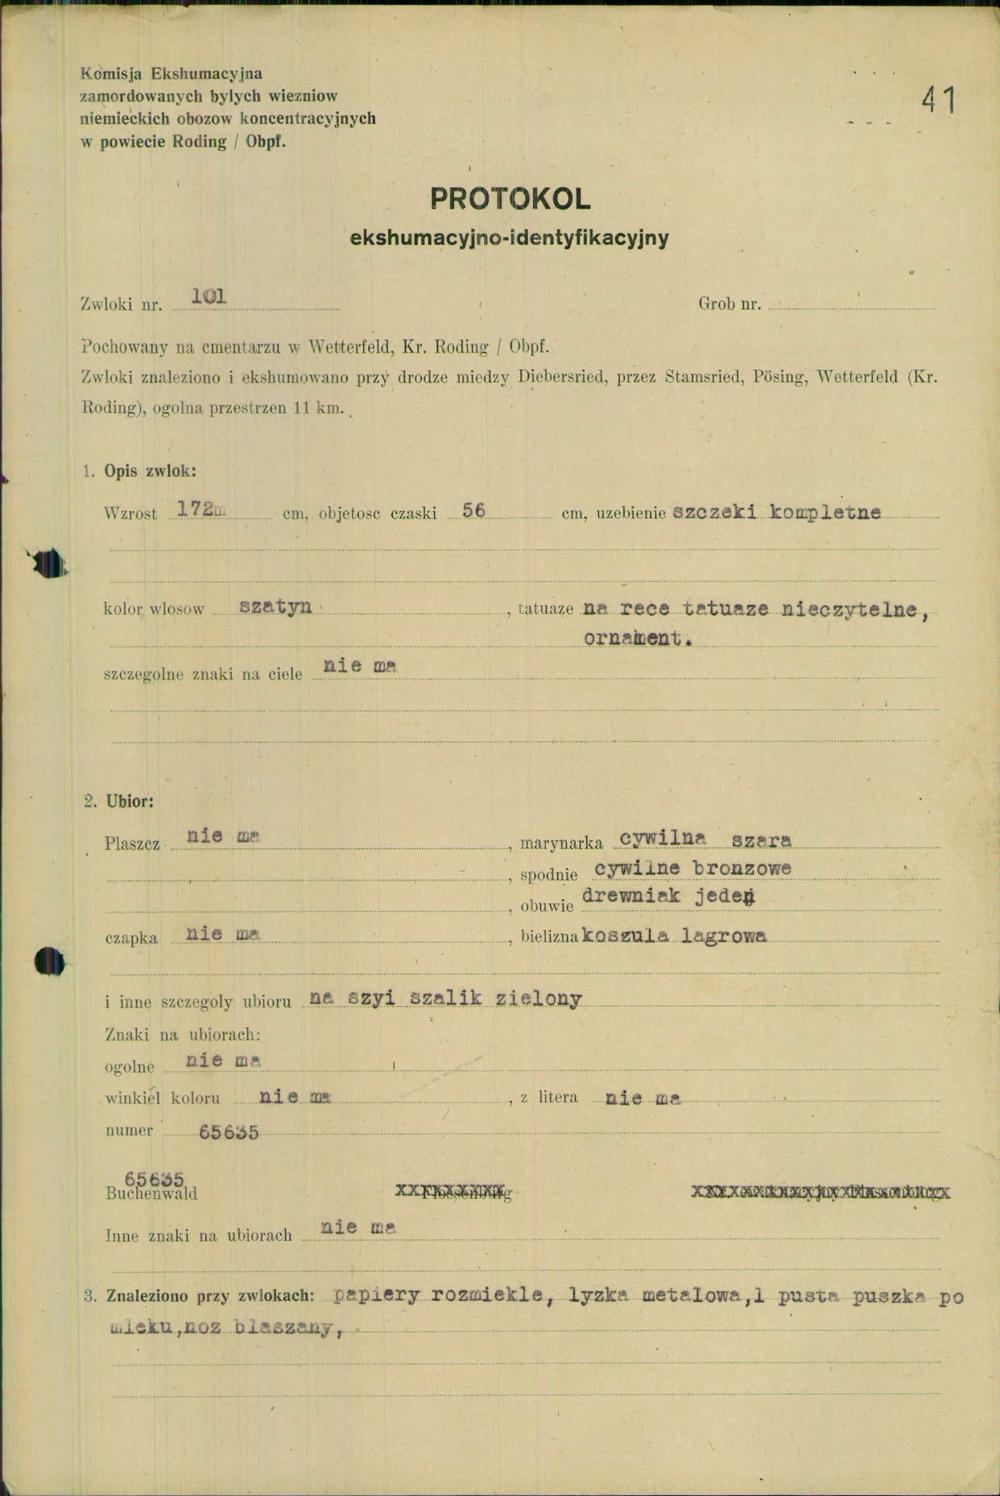 Komisja Ekshumacyjna
zamordowanych bylych wiezniow
niemieckich obozow koncentracyjnych
w powiecie Roding / Obpf.
41
PROTOKOL
ekshumacyjno-identyfikacyjny
Zwloki nr. 101 Grob nr.
Pochowany na cmentarzu w Wetterfeld, Kr. Roding / Obpf.
Zwloki znaleziono i ekshumowano przy drodze miedzy Diebersried, przez Stamsried, Pösing, Wetterfeld (Kr.
Roding), ogolna przestrzen 11 km.
1. Opis zwlok:
Wzrost 172 cm, objetosc czaski 56 cm, uzebienie szczeki kompletne
kolor wlosow szatyn , tatuaze na rece tatuaze nieczytelne,
ornament.
szczegolne znaki na ciele nie ma
2. Ubior:
Plaszcz nie ma , marynarka cywilna szara
, spodnie cywilne bronzowe
, obuwie drewniak jeden
czapka nie ma , bielizna koszula lagrowa
i inne szczegoly ubioru na szyi szalik zielony
Znaki na ubiorach:
ogolne nie ma
winkiel koloru nie ma , z litera nie ma
numer 65635
65635
Buchenwald Flossenbürg
Inne znaki na ubiorach nie ma
3. Znaleziono przy zwlokach: papiery rozmiekle, lyzka metalowa,1 pusta puszka po
mleku,noz blaszany,